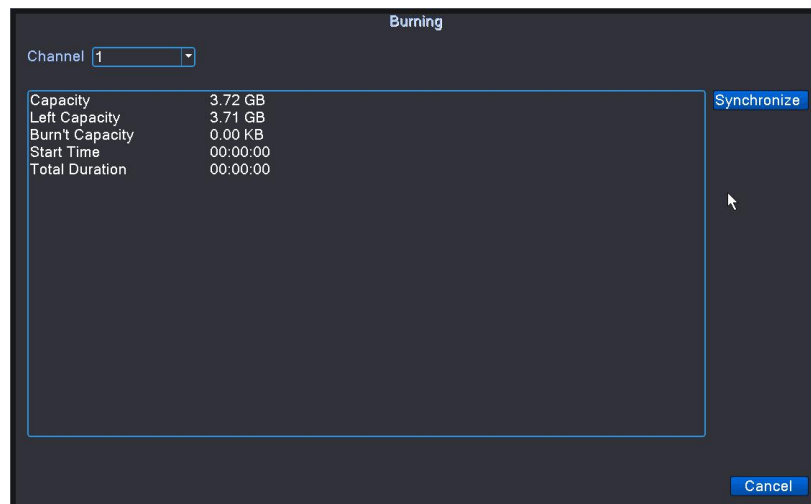 Burning
Channel 1
Capacity 3.72 GB
Synchronize
Left Capacity 3.71 GB
Burn't Capacity 0.00 KB
Start Time 00:00:00
Total Duration 00:00:00
Cancel